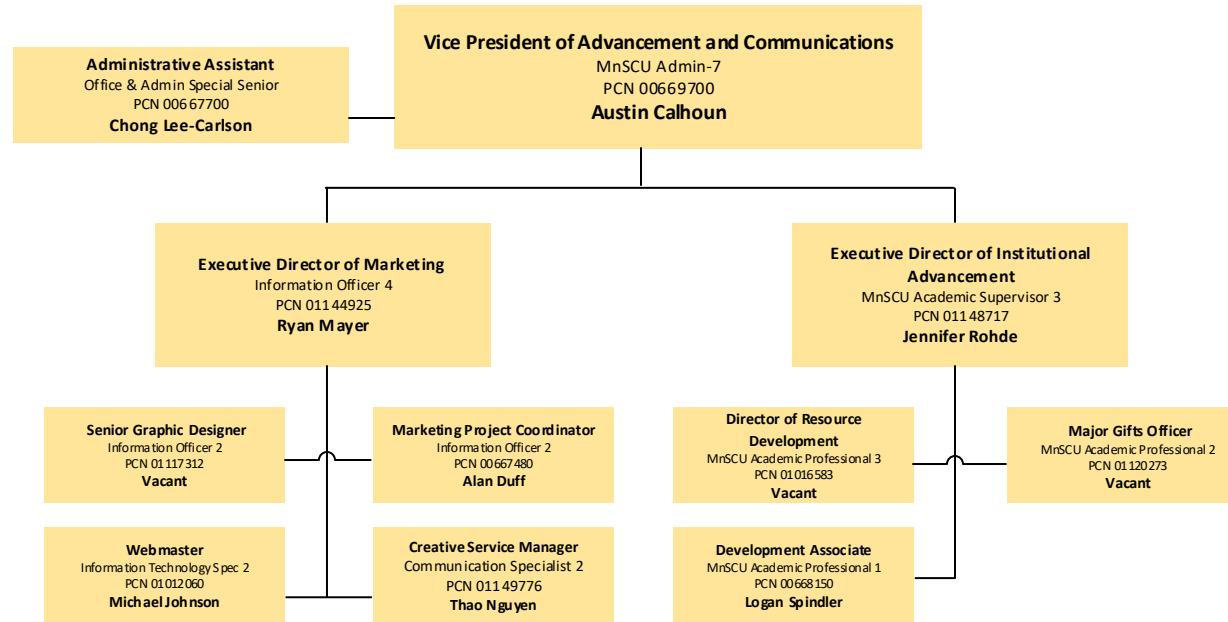 Vice President of Advancement and Communications
MnSCU Admin-7
PCN 00669700
Austin Calhoun
Administrative Assistant
Office & Admin Special Senior
PCN 00667700
Chong Lee-Carlson
Executive Director of Marketing
Information Officer 4
PCN 01144925
Ryan Mayer
Executive Director of Institutional
Advancement
MnSCU Academic Supervisor 3
PCN 01148717
Jennifer Rohde
Senior Graphic Designer
Information Officer 2
PCN 01117312
Vacant
Marketing Project Coordinator
Information Officer 2
PCN 00667480
Alan Duff
Director of Resource
Development
MnSCU Academic Professional 3
PCN 01016583
Vacant
Major Gifts Officer
MnSCU Academic Professional 2
PCN 01120273
Vacant
Webmaster
Information Technology Spec 2
PCN 01012060
Michael Johnson
Creative Service Manager
Communication Specialist 2
PCN 01149776
Thao Nguyen
Development Associate
MnSCU Academic Professional 1
PCN 00668150
Logan Spindler